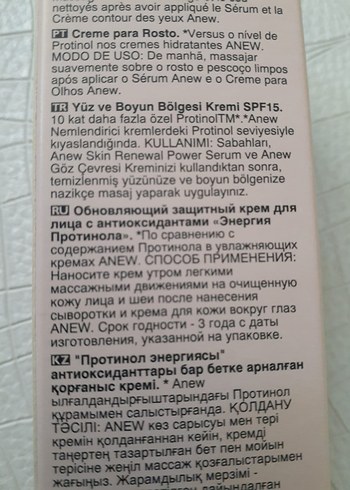 nettoyés après avoir appliqué le Sérum et la
Crème contour des yeux Anew.
PT Creme para Rosto. *Versus o nível de
Protinol nos cremes hidratantes ANEW.
MODO DE USO: De manhã, massajar
suavemente sobre o rosto e pescoço limpos
após aplicar o Sérum Anew e o Creme para
Olhos Anew.
TR Yüz ve Boyun Bölgesi Kremi SPF15.
10 kat daha fazla özel ProtinolTM*.*Anew
Nemlendirici kremlerdeki Protinol seviyesiyle
kıyaslandığında. KULLANIMI: Sabahları,
Anew Skin Renewal Power Serum ve Anew
Göz Çevresi Kreminizi kullandıktan sonra,
temizlenmiş yüzünüze ve boyun bölgenize
nazikçe masaj yaparak uygulayınız.
RU Обновляющий защитный крем для
лица с антиоксидантами «Энергия
Протинола». *По сравнению с
содержанием Протинола в увлажняющих
кремах ANEW. СПОСОБ ПРИМЕНЕНИЯ:
Наносите крем утром легкими
массажными движениями на очищенную
кожу лица и шеи после нанесения
сыворотки и крема для кожи вокруг глаз
ANEW. Срок годности - 3 года с даты
изготовления, указанной на упаковке.
KZ "Протинол энергиясы"
антиоксиданттары бар бетке арналған
қорғаныс кремі. * Anew
ылғалдандырғыштарындағы Протинол
құрамымен салыстырғанда. ҚОЛДАНУ
ТӘСІЛІ: ANEW көз сарысуы мен тері
кремін қолданғаннан кейін, кремді
таңертең тазартылған бет пен мойын
терісіне жеңіл массаж қозғалыстарымен
жағыңыз. Жарамдылық мерзімі -